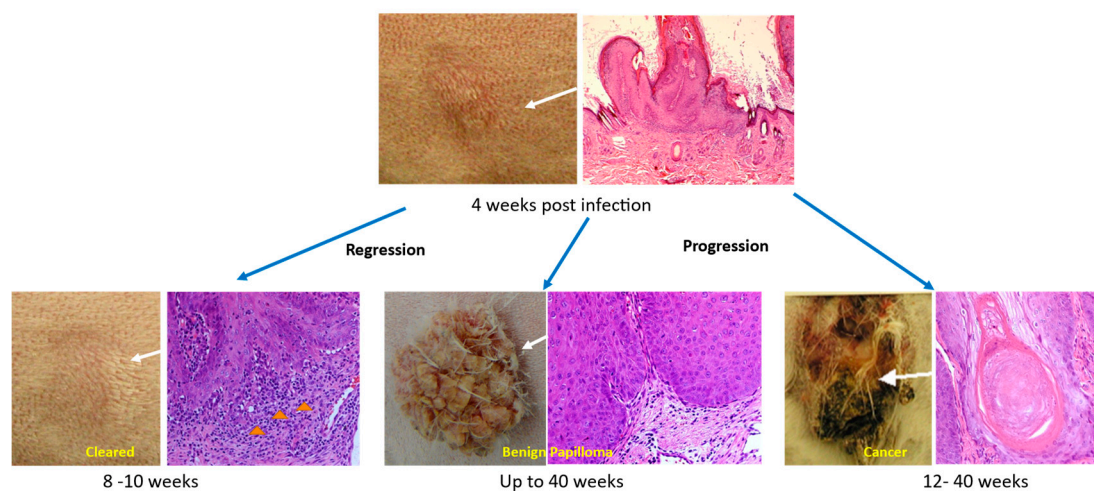 4 weeks post infection
Regression
Progression
Cleared
Benign Papilloma
Cancer
8 -10 weeks
Up to 40 weeks
12- 40 weeks